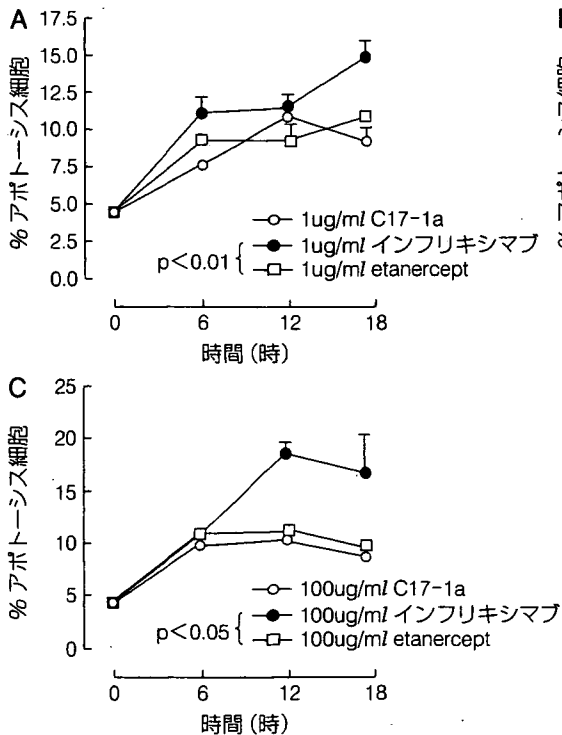 A
% アポトーシス細胞
17.5
15.0
12.5
10.0
7.5
5.0
2.5
0.0
1ug/ml C17-1a
p<0.01 { 1ug/ml インフリキシマブ
1ug/ml etanercept
0 6 12 18
時間 (時)
C
% アポトーシス細胞
25
20
15
10
5
0
100ug/ml C17-1a
p<0.05 { 100ug/ml インフリキシマブ
100ug/ml etanercept
0 6 12 18
時間 (時)